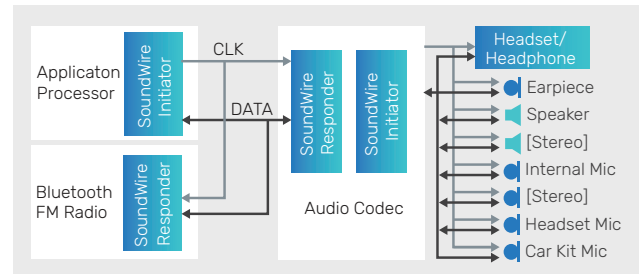 Applicaton
Processor
SoundWire
Initiator
CLK
DATA
Bluetooth
FM Radio
SoundWire
Responder
SoundWire
Responder
SoundWire
Initiator
Audio Codec
Headset/
Headphone
Earpiece
Speaker
[Stereo]
Internal Mic
[Stereo]
Headset Mic
Car Kit Mic